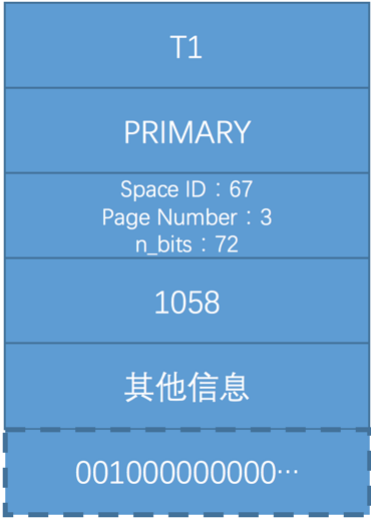 T1
PRIMARY
Space ID：67
Page Number：3
n_bits：72
1058
其他信息
001000000000…